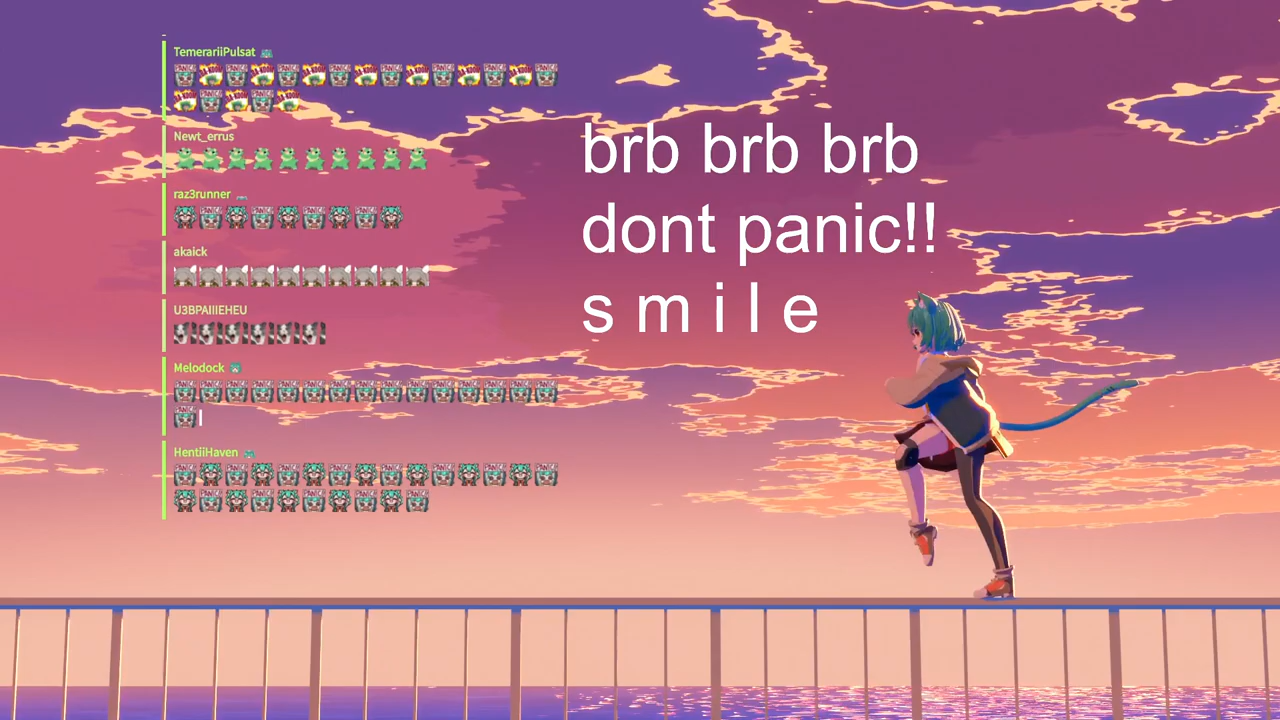 TemerariiPulsat
Newt_errus
raz3runner
akaick
U3BPAIIIEHEU
Melodock
HentiiHaven
brb brb brb
dont panic!!
s m i l e